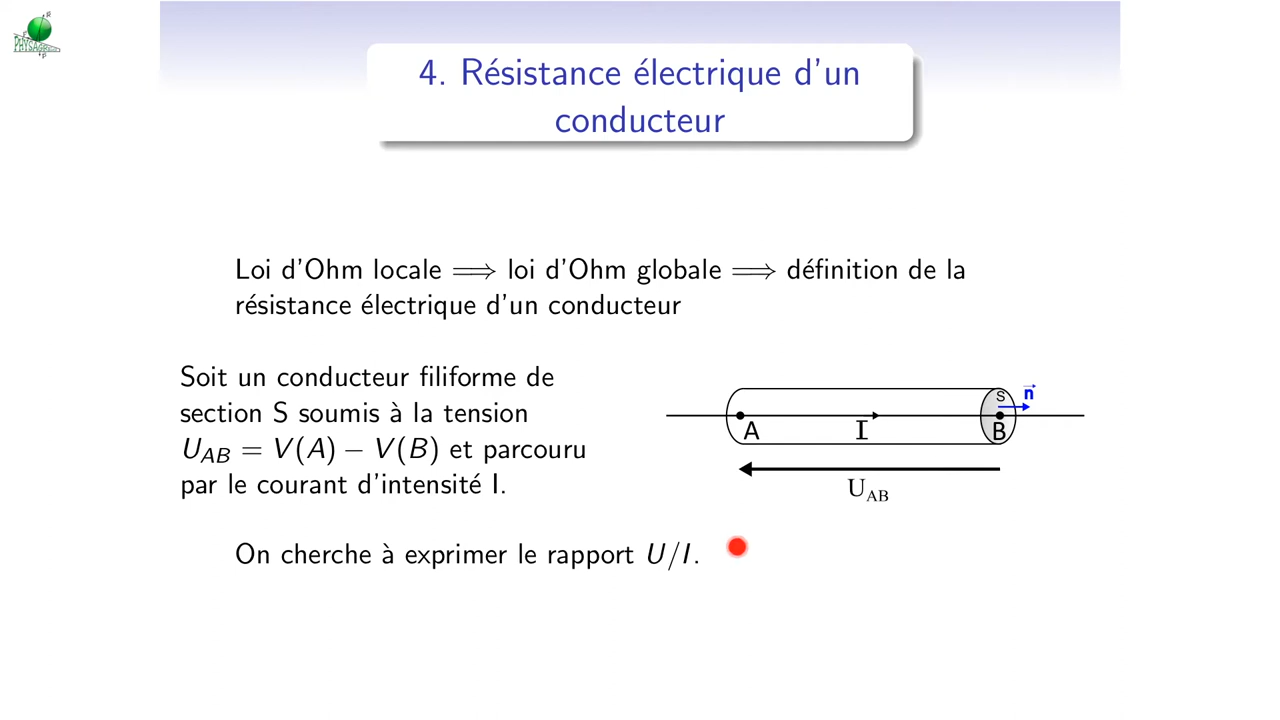 4. Résistance électrique d'un
conducteur
Loi d'Ohm locale ⟹ loi d'Ohm globale ⟹ définition de la
résistance électrique d'un conducteur
Soit un conducteur filiforme de
section S soumis à la tension
U_AB = V(A) − V(B) et parcouru
par le courant d'intensité I.
S n⃗
A I B
U_AB
On cherche à exprimer le rapport U/I.